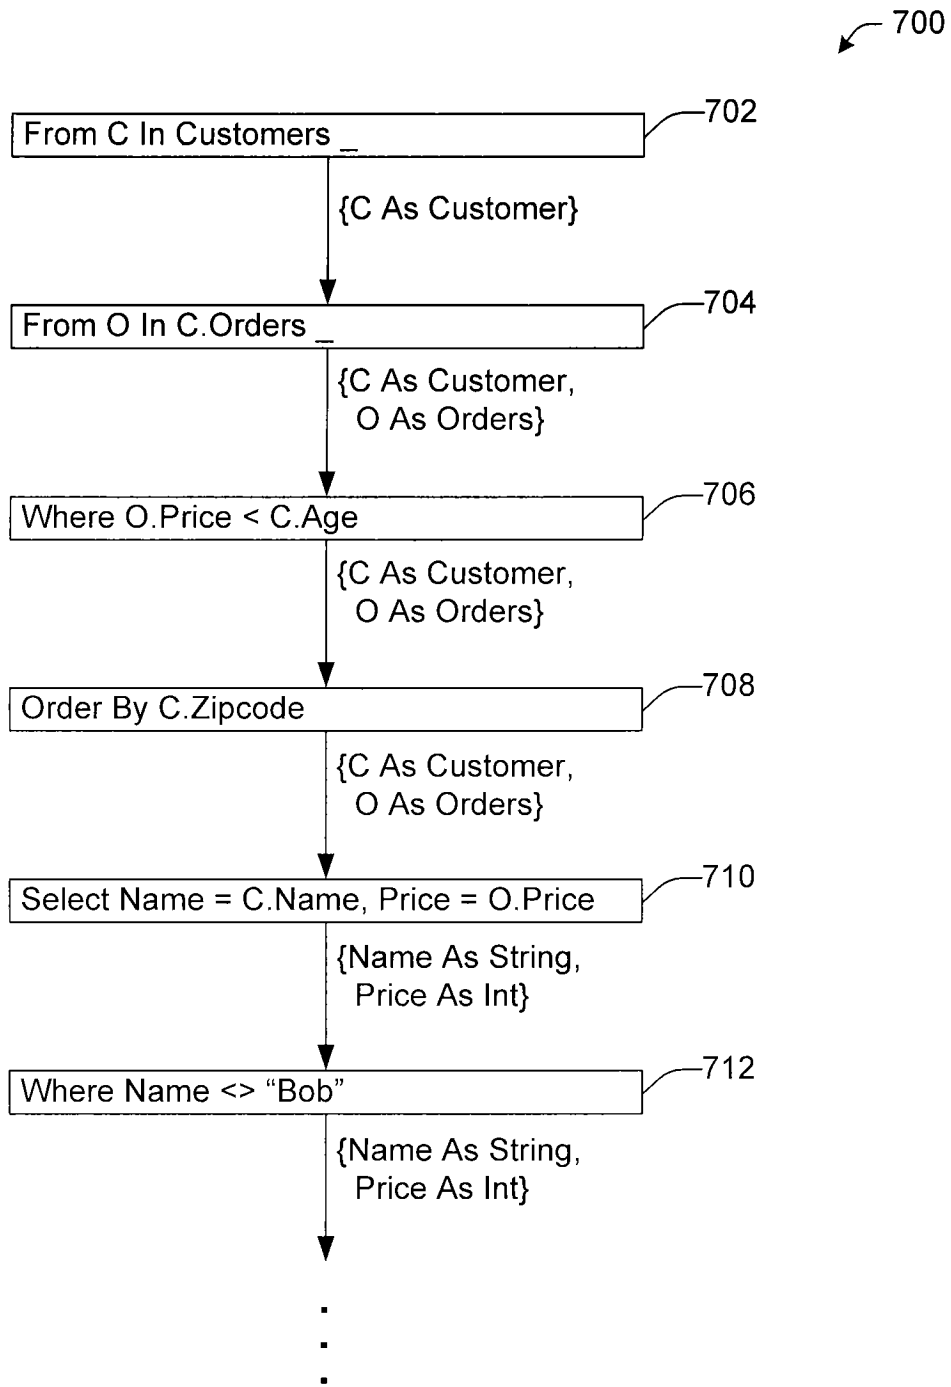 700
From C In Customers _
702
{C As Customer}
From O In C.Orders _
704
{C As Customer,
O As Orders}
Where O.Price < C.Age
706
{C As Customer,
O As Orders}
Order By C.Zipcode
708
{C As Customer,
O As Orders}
Select Name = C.Name, Price = O.Price
710
{Name As String,
Price As Int}
Where Name <> “Bob”
712
{Name As String,
Price As Int}